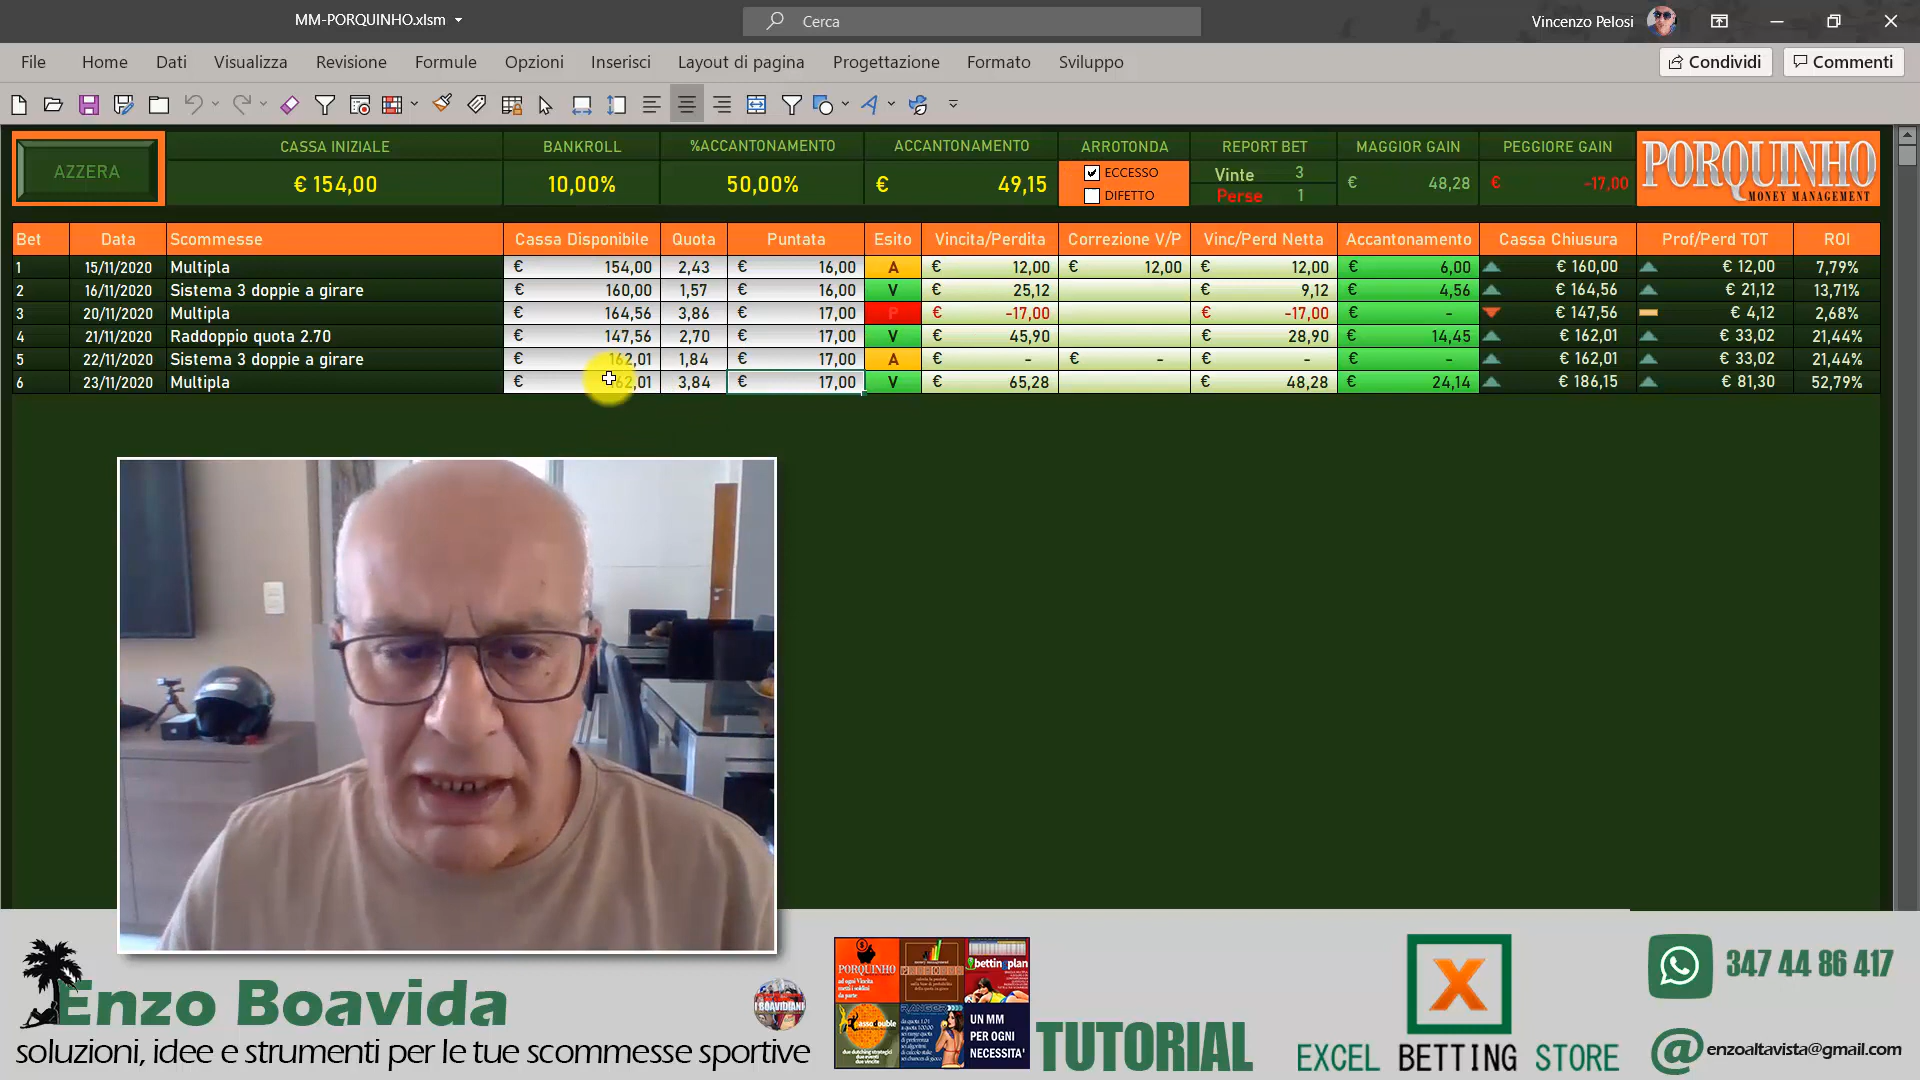 MM-PORQUINHO.xlsm
Cerca
Vincenzo Pelosi
File Home Dati Visualizza Revisione Formule Opzioni Inserisci Layout di pagina Progettazione Formato Sviluppo Condividi Commenti
AZZERA CASSA INIZIALE BANKROLL %ACCANTONAMENTO ACCANTONAMENTO ARROTONDA REPORT BET MAGGIOR GAIN PEGGIORE GAIN PORQUINHO
€ 154,00 10,00% 50,00% € 49,15 ECCESSO Vinte 3 € 48,28 € -17,00 MONEY MANAGEMENT
DIFETTO Perse 1
Bet Data Scommesse Cassa Disponibile Quota Puntata Esito Vincita/Perdita Correzione V/P Vinc/Perd Netta Accantonamento Cassa Chiusura Prof/Perd TOT ROI
1 15/11/2020 Multipla € 154,00 2,43 € 16,00 A € 12,00 € 12,00 € 12,00 € 6,00 € 160,00 € 12,00 7,79%
2 16/11/2020 Sistema 3 doppie a girare € 160,00 1,57 € 16,00 V € 25,12 € 9,12 € 4,56 € 164,56 € 21,12 13,71%
3 20/11/2020 Multipla € 164,56 3,86 € 17,00 P € -17,00 € -17,00 € - € 147,56 € 4,12 2,68%
4 21/11/2020 Raddoppio quota 2.70 € 147,56 2,70 € 17,00 V € 45,90 € 28,90 € 14,45 € 162,01 € 33,02 21,44%
5 22/11/2020 Sistema 3 doppie a girare € 162,01 1,84 € 17,00 A € - € - € - € - € 162,01 € 33,02 21,44%
6 23/11/2020 Multipla € 162,01 3,84 € 17,00 V € 65,28 € 48,28 € 24,14 € 186,15 € 81,30 52,79%
Enzo Boavida
soluzioni, idee e strumenti per le tue scommesse sportive
I BOAVIDIANI
PORQUINHO
ad ogni Vincita
metti i soldini
da parte
bettingplan
RANGER
UN MM
PER OGNI
NECESSITA'
TUTORIAL
X
EXCEL BETTING STORE
347 44 86 417
@ enzoaltavista@gmail.com